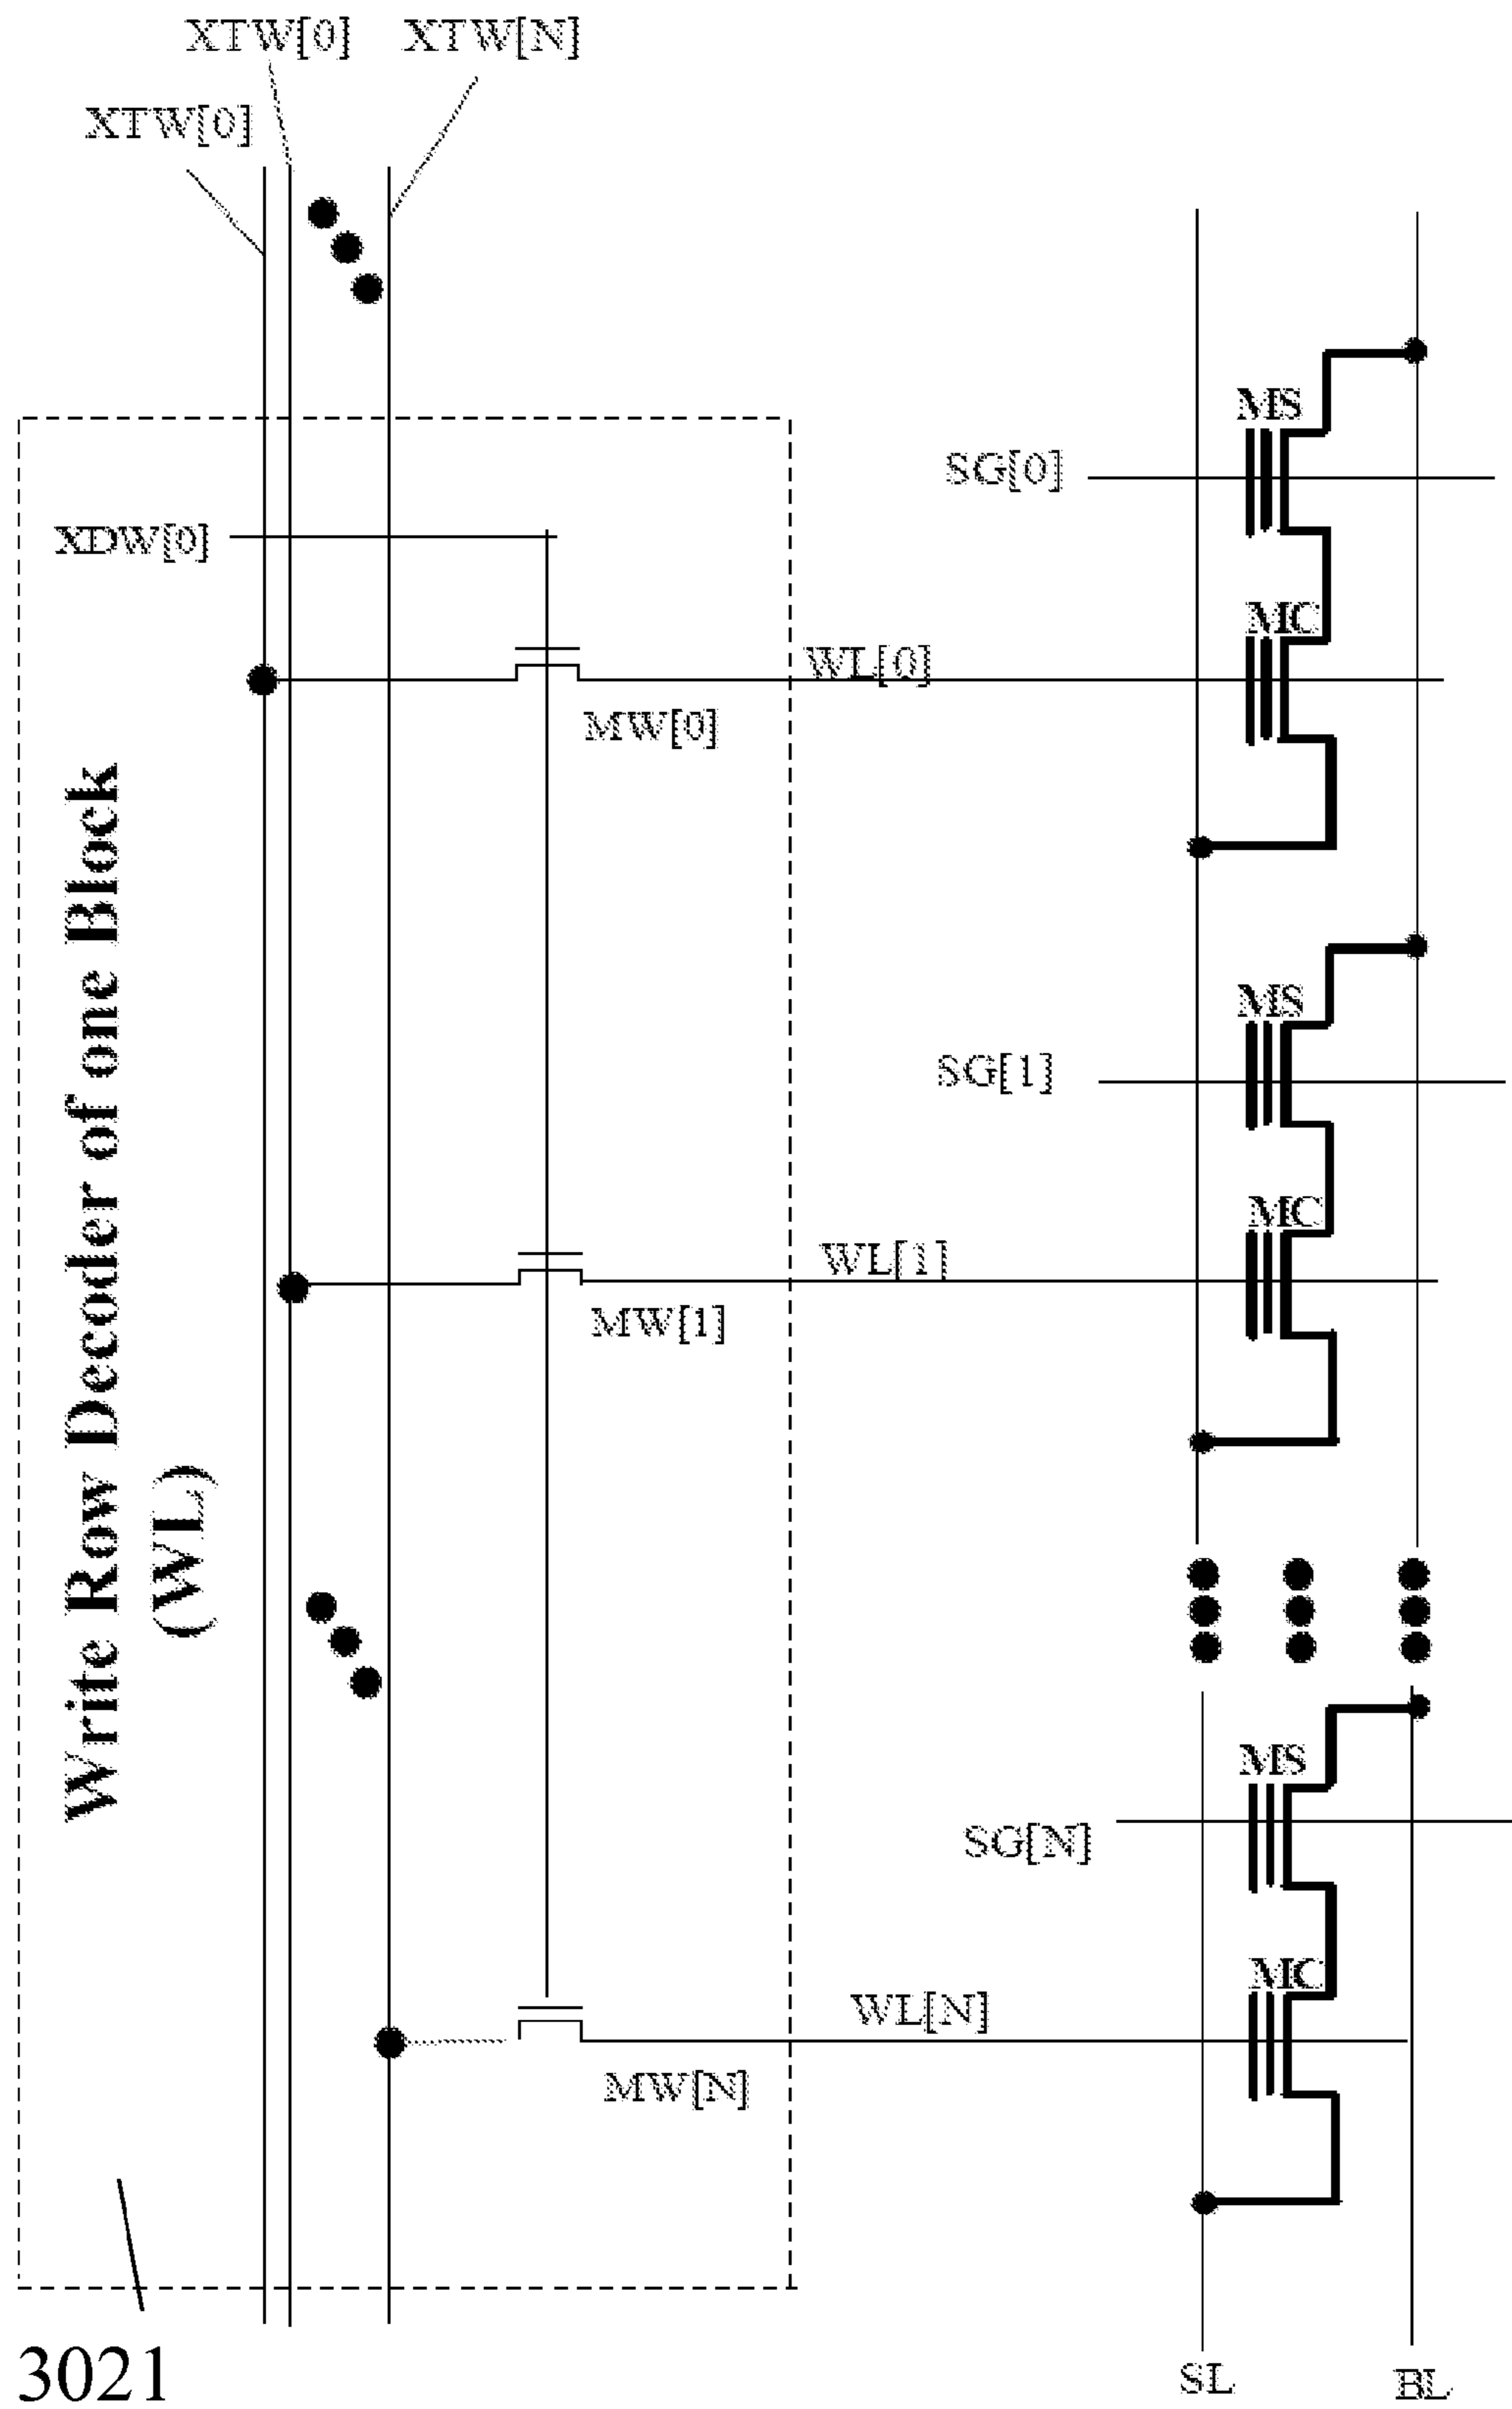 XTW[0]
XTW[N]
XTW[0]
MS
SG[0]
XDW[0]
MC
WL[0]
MW[0]
Write Row Decoder of one Block
(WL)
MS
SG[1]
MC
WL[1]
MW[1]
MS
SG[N]
MC
WL[N]
MW[N]
3021
SL
BL